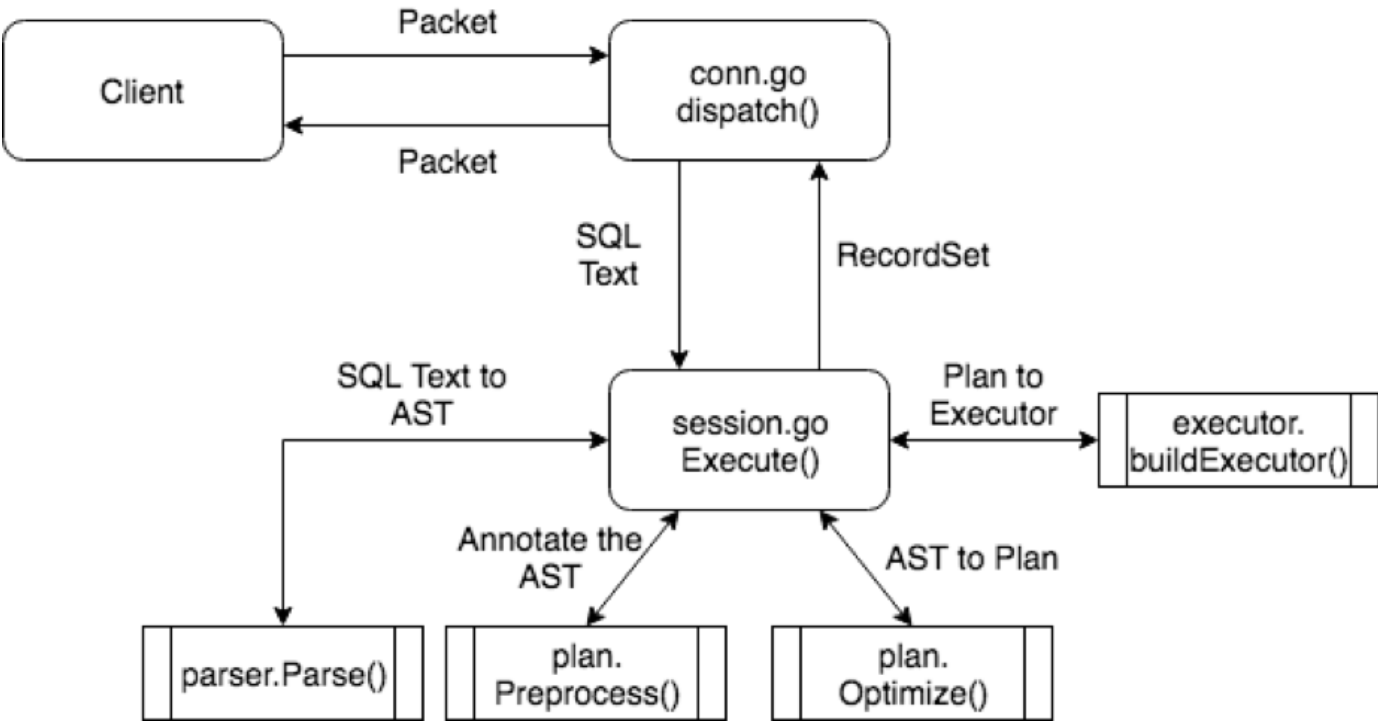 Packet
Client
conn.go
dispatch()
Packet
SQL
Text
RecordSet
SQL Text to
AST
session.go
Execute()
Plan to
Executor
executor.
buildExecutor()
Annotate the
AST
AST to Plan
parser.Parse()
plan.
Preprocess()
plan.
Optimize()